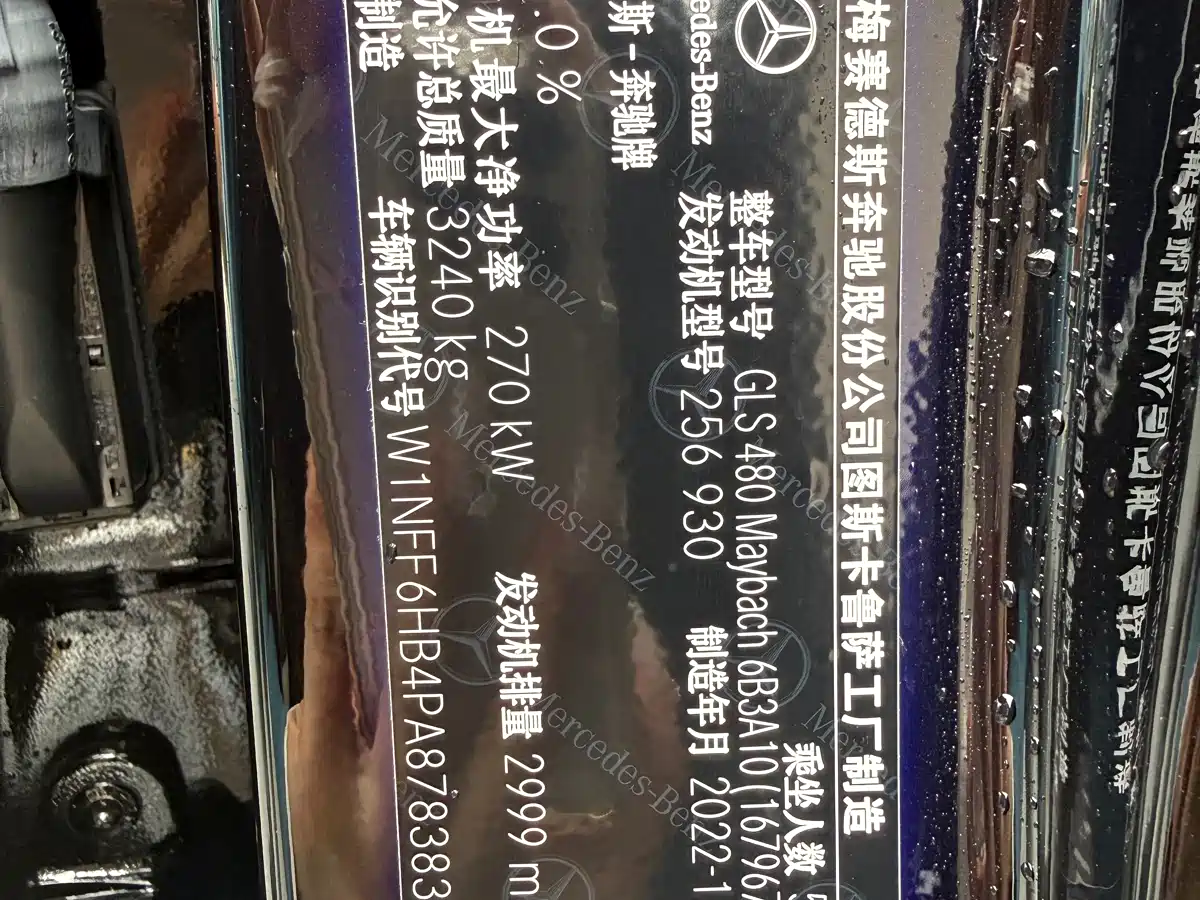 梅赛德斯奔驰股份公司图斯卡鲁萨工厂制造
乘坐人数
整车型号 GLS 480 Maybach 6B3A10(16796
Mercedes-Benz
发动机型号 256 930 制造年月 2022-1
斯-奔驰牌
.0.%
机最大净功率 270 kW 发动机排量 2999 m
允许总质量 3240 kg
车辆识别代号 W1NFF6HB4PA878383
制造